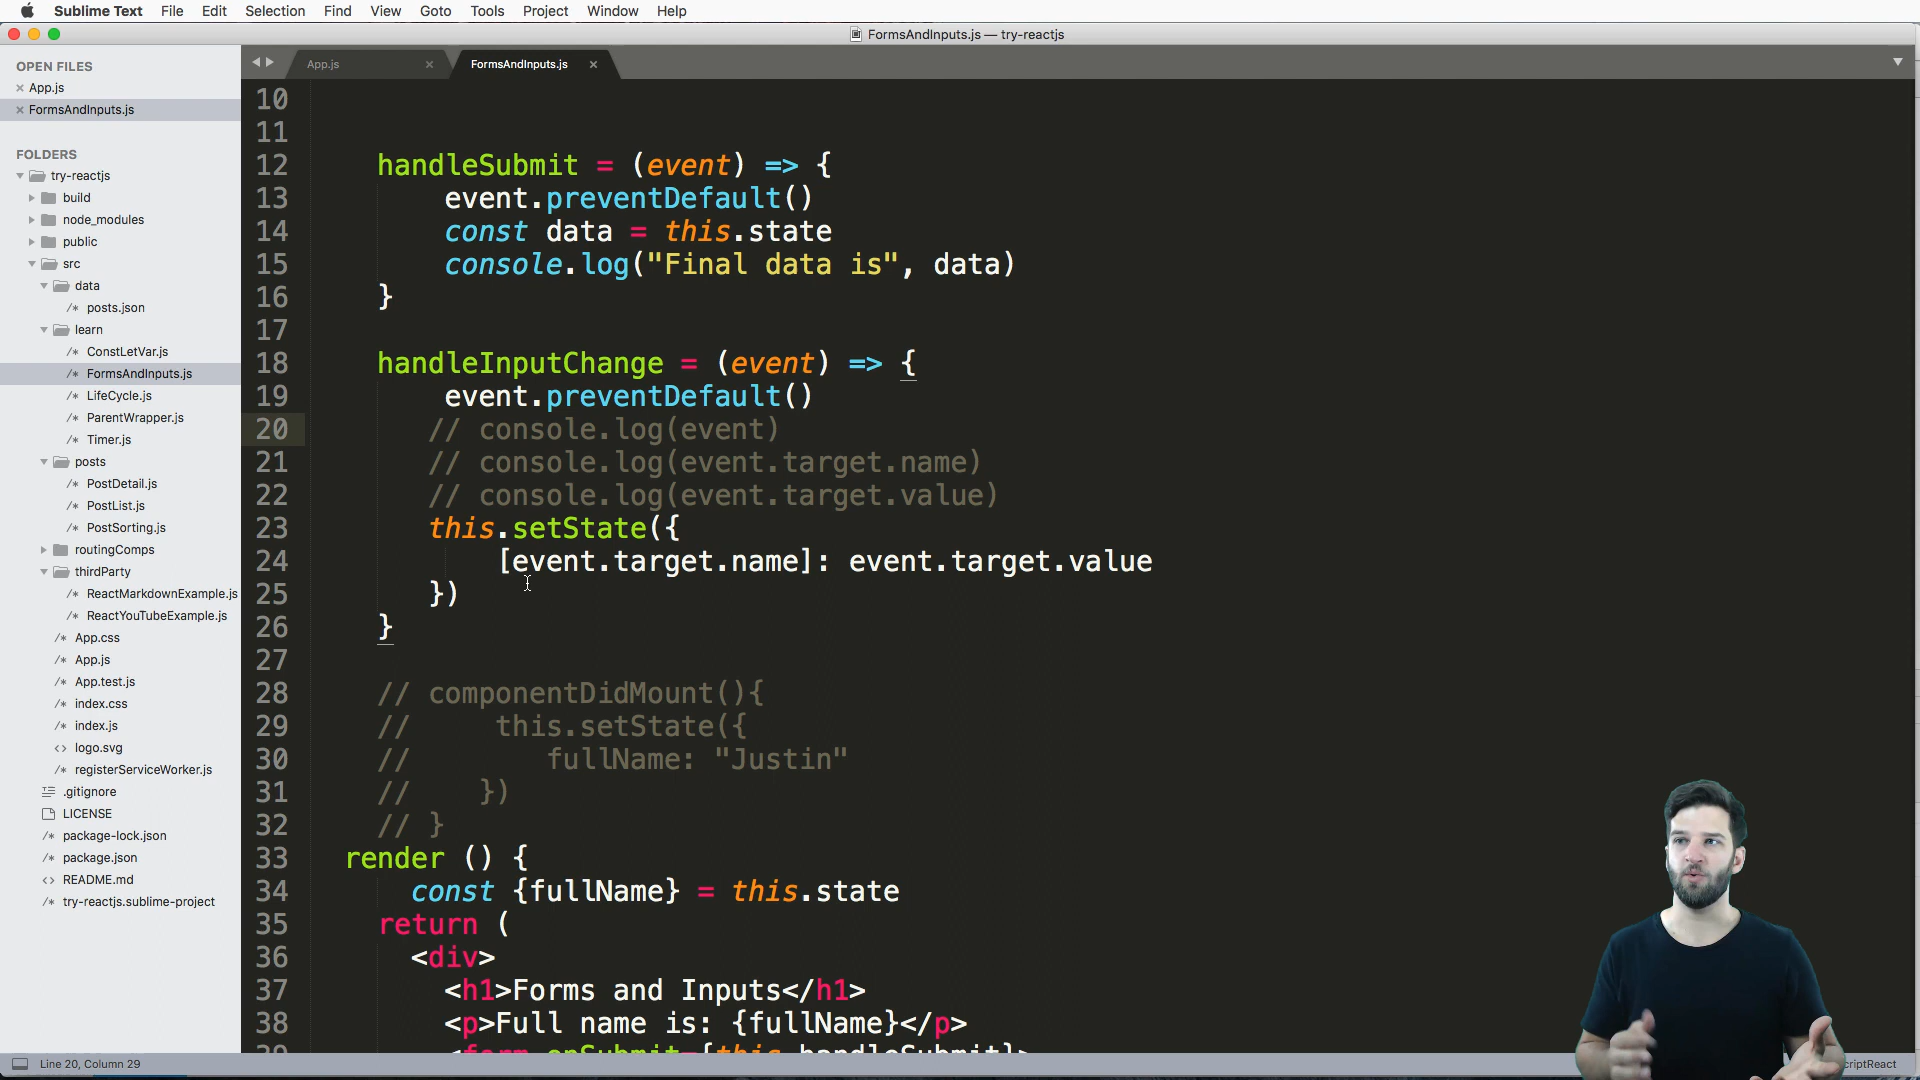 Sublime Text File Edit Selection Find View Goto Tools Project Window Help
FormsAndInputs.js — try-reactjs
OPEN FILES
× App.js
× FormsAndInputs.js
FOLDERS
try-reactjs
build
node_modules
public
src
data
/* posts.json
learn
/* ConstLetVar.js
/* FormsAndInputs.js
/* LifeCycle.js
/* ParentWrapper.js
/* Timer.js
posts
/* PostDetail.js
/* PostList.js
/* PostSorting.js
routingComps
thirdParty
/* ReactMarkdownExample.js
/* ReactYouTubeExample.js
/* App.css
/* App.js
/* App.test.js
/* index.css
/* index.js
<> logo.svg
/* registerServiceWorker.js
.gitignore
LICENSE
/* package-lock.json
/* package.json
<> README.md
/* try-reactjs.sublime-project
App.js × FormsAndInputs.js ×
10
11
12 handleSubmit = (event) => {
13 event.preventDefault()
14 const data = this.state
15 console.log("Final data is", data)
16 }
17
18 handleInputChange = (event) => {
19 event.preventDefault()
20 // console.log(event)
21 // console.log(event.target.name)
22 // console.log(event.target.value)
23 this.setState({
24 [event.target.name]: event.target.value
25 })
26 }
27
28 // componentDidMount(){
29 // this.setState({
30 // fullName: "Justin"
31 // })
32 // }
33 render () {
34 const {fullName} = this.state
35 return (
36 <div>
37 <h1>Forms and Inputs</h1>
38 <p>Full name is: {fullName}</p>
39 <form onSubmit={this.handleSubmit}>
Line 20, Column 29
criptReact